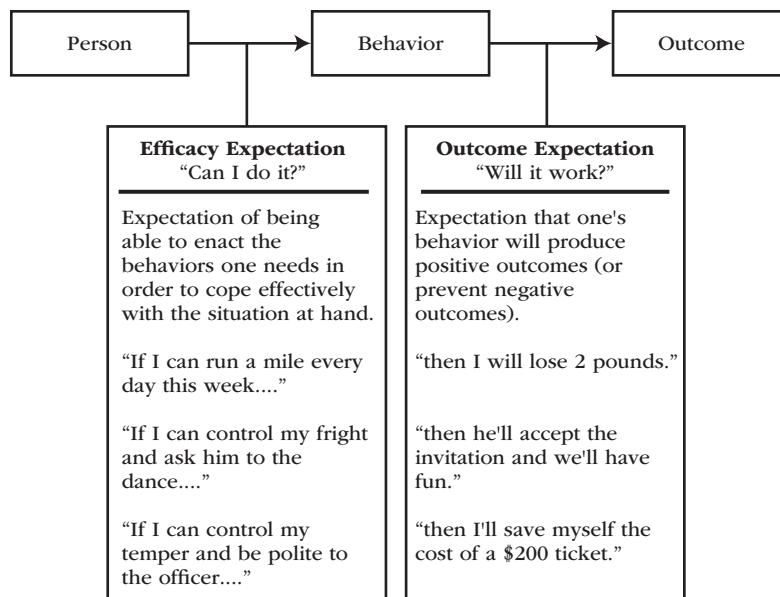 Person
Behavior
Outcome
Efficacy Expectation
“Can I do it?”
Expectation of being
able to enact the
behaviors one needs in
order to cope effectively
with the situation at hand.
“If I can run a mile every
day this week....”
“If I can control my fright
and ask him to the
dance....”
“If I can control my
temper and be polite to
the officer....”
Outcome Expectation
“Will it work?”
Expectation that one's
behavior will produce
positive outcomes (or
prevent negative
outcomes).
“then I will lose 2 pounds.”
“then he'll accept the
invitation and we'll have
fun.”
“then I'll save myself the
cost of a $200 ticket.”